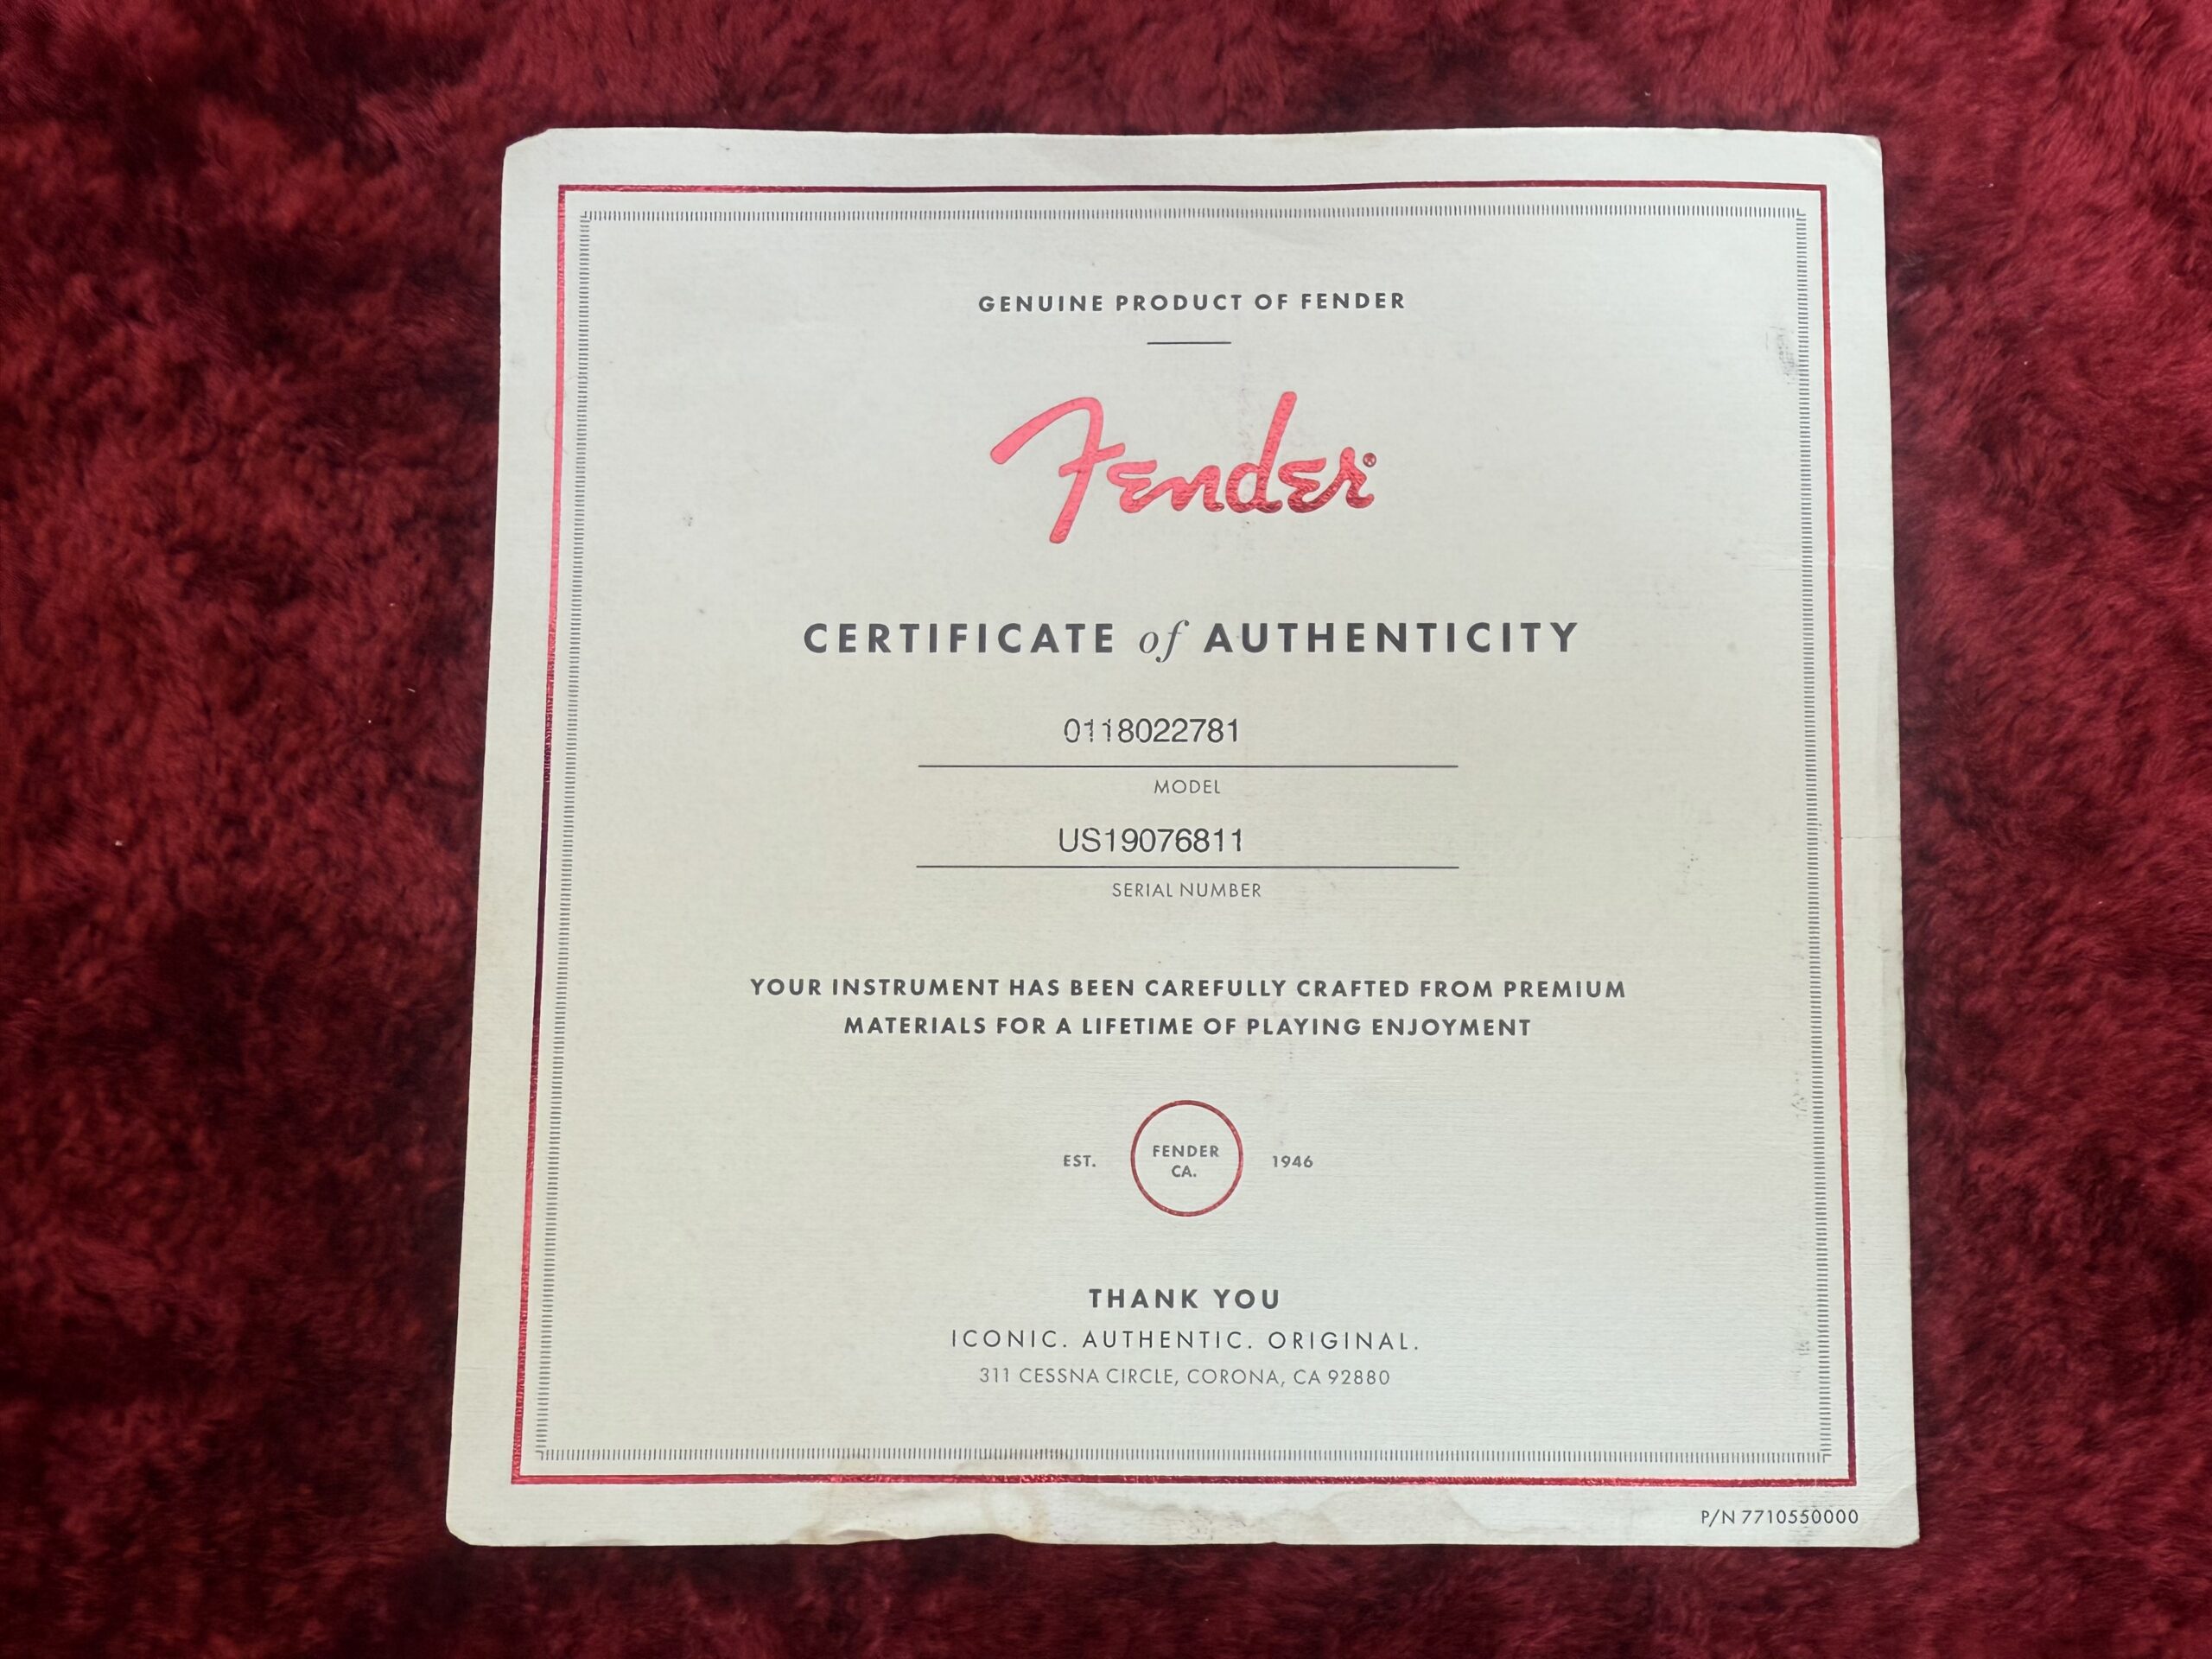 GENUINE PRODUCT OF FENDER
Fender®
CERTIFICATE of AUTHENTICITY
0118022781
MODEL
US19076811
SERIAL NUMBER
YOUR INSTRUMENT HAS BEEN CAREFULLY CRAFTED FROM PREMIUM
MATERIALS FOR A LIFETIME OF PLAYING ENJOYMENT
EST. FENDER CA. 1946
THANK YOU
ICONIC. AUTHENTIC. ORIGINAL.
311 CESSNA CIRCLE, CORONA, CA 92880
P/N 7710550000